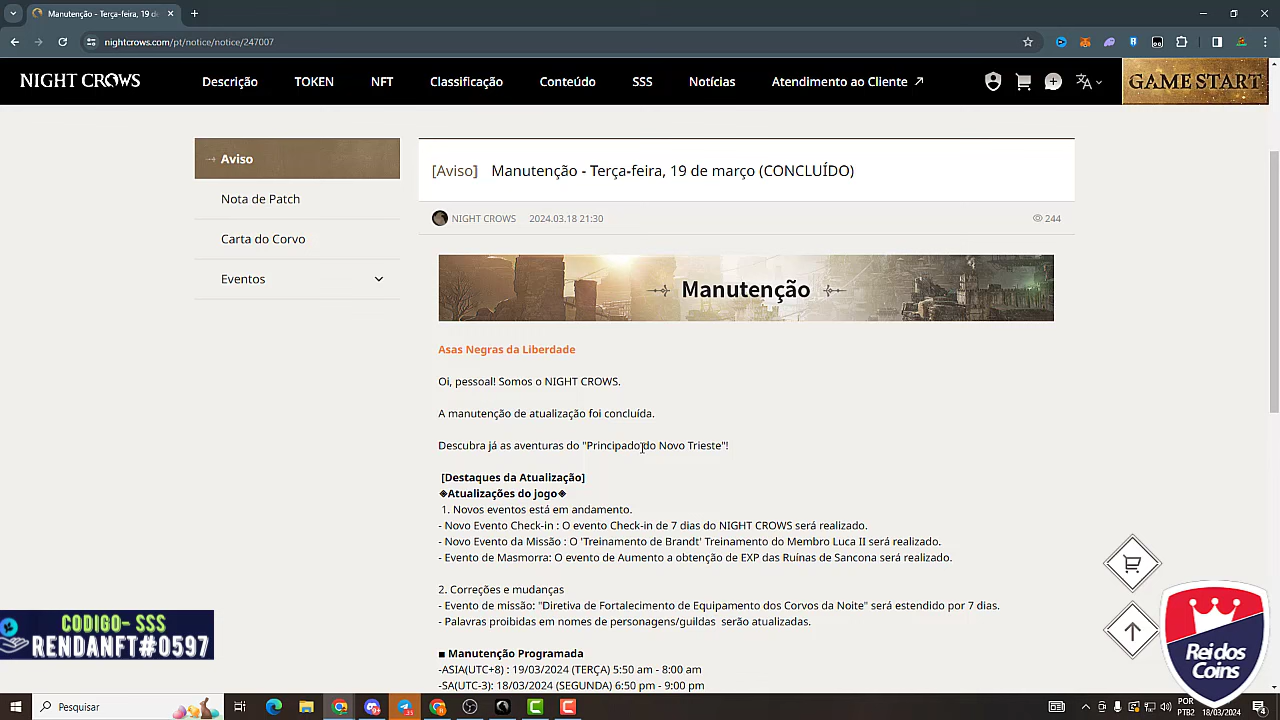 Manutenção - Terça-feira, 19 de
nightcrows.com/pt/notice/notice/247007
NIGHT CROWS
Descrição
TOKEN
NFT
Classificação
Conteúdo
SSS
Notícias
Atendimento ao Cliente
GAME START
Aviso
Nota de Patch
Carta do Corvo
Eventos
[Aviso] Manutenção - Terça-feira, 19 de março (CONCLUÍDO)
NIGHT CROWS 2024.03.18 21:30 244
Manutenção
Asas Negras da Liberdade
Oi, pessoal! Somos o NIGHT CROWS.
A manutenção de atualização foi concluída.
Descubra já as aventuras do "Principado do Novo Trieste"!
[Destaques da Atualização]
◈Atualizações do jogo◈
1. Novos eventos está em andamento.
- Novo Evento Check-in : O evento Check-in de 7 dias do NIGHT CROWS será realizado.
- Novo Evento da Missão : O 'Treinamento de Brandt' Treinamento do Membro Luca II será realizado.
- Evento de Masmorra: O evento de Aumento a obtenção de EXP das Ruínas de Sancona será realizado.
2. Correções e mudanças
- Evento de missão: "Diretiva de Fortalecimento de Equipamento dos Corvos da Noite" será estendido por 7 dias.
- Palavras proibidas em nomes de personagens/guildas serão atualizadas.
■ Manutenção Programada
-ASIA(UTC+8) : 19/03/2024 (TERÇA) 5:50 am - 8:00 am
-SA(UTC-3): 18/03/2024 (SEGUNDA) 6:50 pm - 9:00 pm
CODIGO- SSS
RENDANFT#0597
Rei dos
Coins
Pesquisar
35
POR
PTB2
18/03/2024